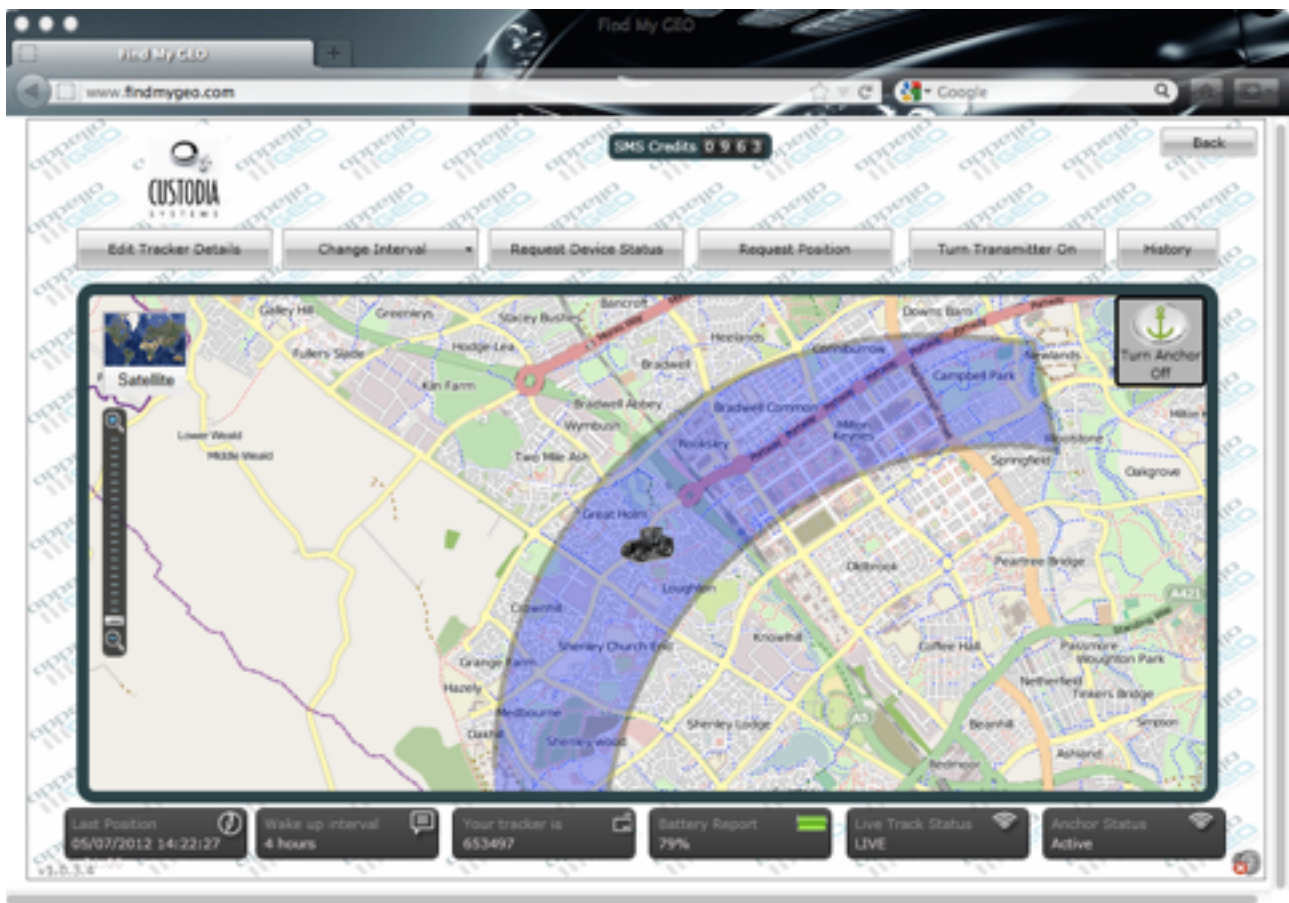 Find My GEO
Find My GEO
www.findmygeo.com
Google
SMS Credits 0 9 6 3
Back
CUSTODIA
SYSTEMS
appello GEO
Edit Tracker Details
Change Interval
Request Device Status
Request Position
Turn Transmitter On
History
Satellite
Turn Anchor
Off
Galley Hill
Greenleys
Stacey Bushes
Bancroft
Downs Barn
Portway
Fullers Slade
Hodge Lea
Heelands
Conniburrow
Newlands
Kiln Farm
Bradwell
Campbell Park
Bradwell Abbey
Bradwell Common
Lower Weald
Wymbush
Milton
Keynes
Middle Weald
Rooksley
Woolstone
Two Mile Ash
Springfield
Oakgrove
Great Holm
Oldbrook
Peartree Bridge
Loughton
A421
Crownhill
Standing Way
Shenley Church End
Knowlhill
Coffee Hall
Passmore
Grange Farm
Woughton Park
Hazely
Netherfield
Tinkers Bridge
Medbourne
Shenley Lodge
A5
Beanhill
Simpson
Oakhill
Shenley wood
Ashland
Redmoor
Last Position
05/07/2012 14:22:27
Wake up interval
4 hours
Your tracker is
653497
Battery Report
79%
Live Track Status
LIVE
Anchor Status
Active
v1.0.3.4